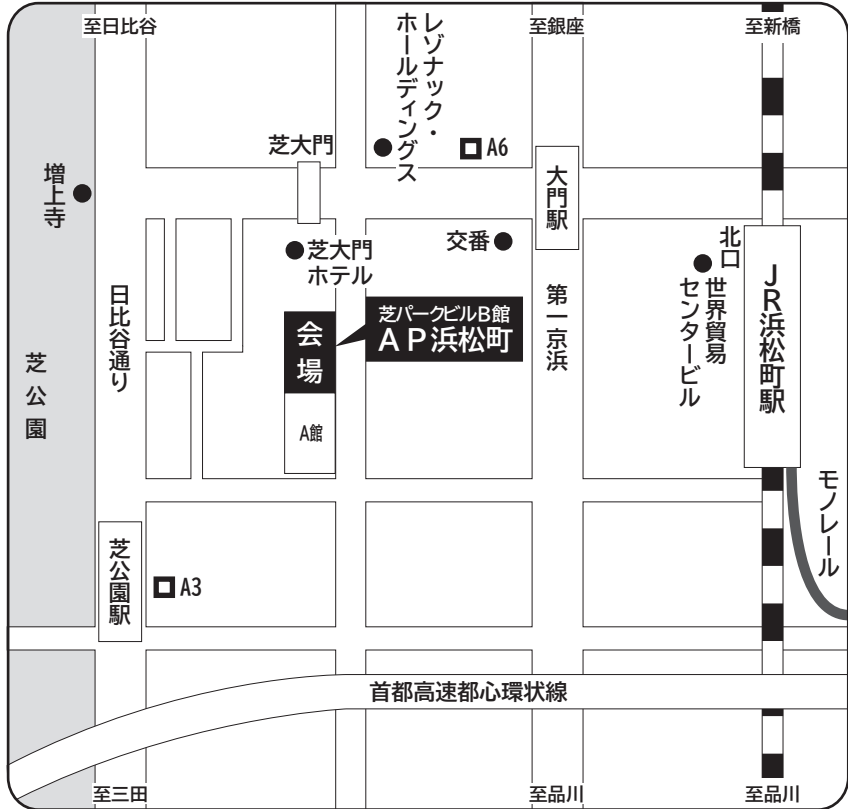 至日比谷
至銀座
至新橋
レゾナック・
ホールディングス
芝大門
A6
大門駅
増上寺
交番
北口
芝大門
ホテル
世界貿易
センタービル
JR浜松町駅
日比谷通り
会場
芝パークビルB館
AP浜松町
第一京浜
芝公園
A館
モノレール
芝公園駅
A3
首都高速都心環状線
至三田
至品川
至品川